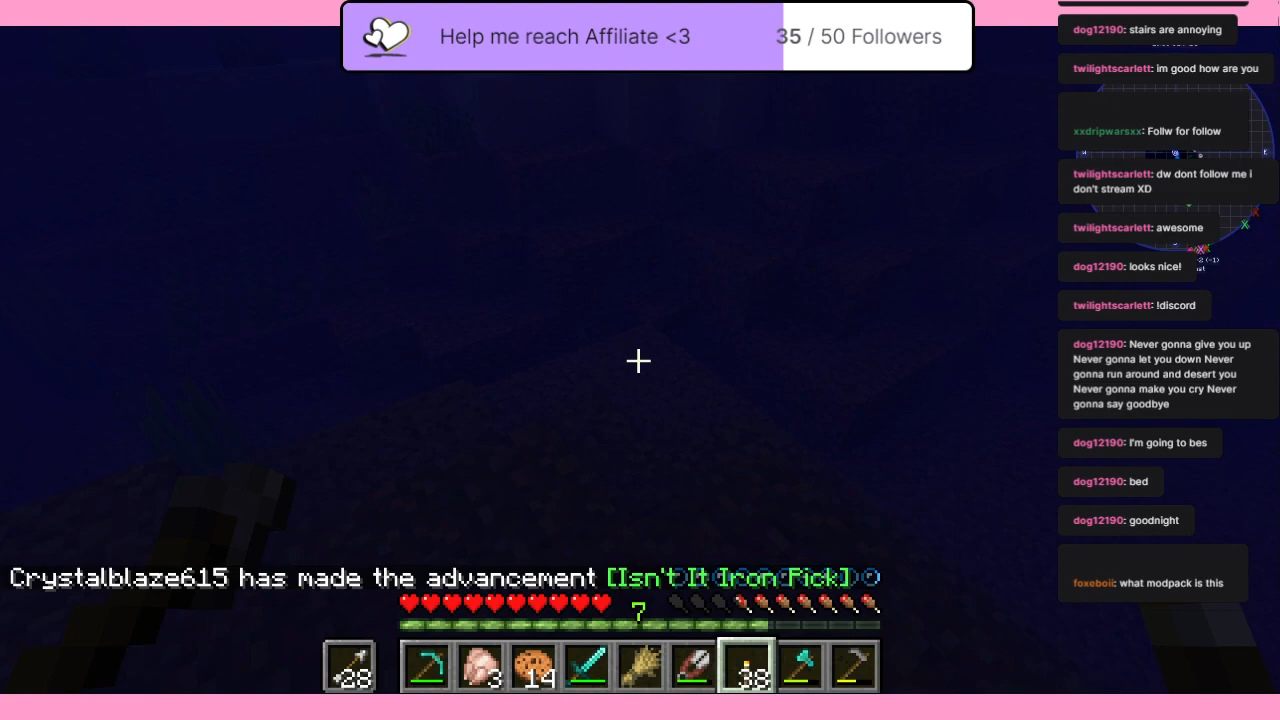 Help me reach Affiliate <3
35 / 50 Followers
dog12190: stairs are annoying
twilightscarlett: im good how are you
xxdripwarsxx: Follw for follow
twilightscarlett: dw dont follow me i
don't stream XD
twilightscarlett: awesome
dog12190: looks nice!
twilightscarlett: !discord
dog12190: Never gonna give you up
Never gonna let you down Never
gonna run around and desert you
Never gonna make you cry Never
gonna say goodbye
dog12190: I'm going to bes
dog12190: bed
dog12190: goodnight
foxeboii: what modpack is this
Crystalblaze615 has made the advancement [Isn't It Iron Pick]
7
28
3
14
38